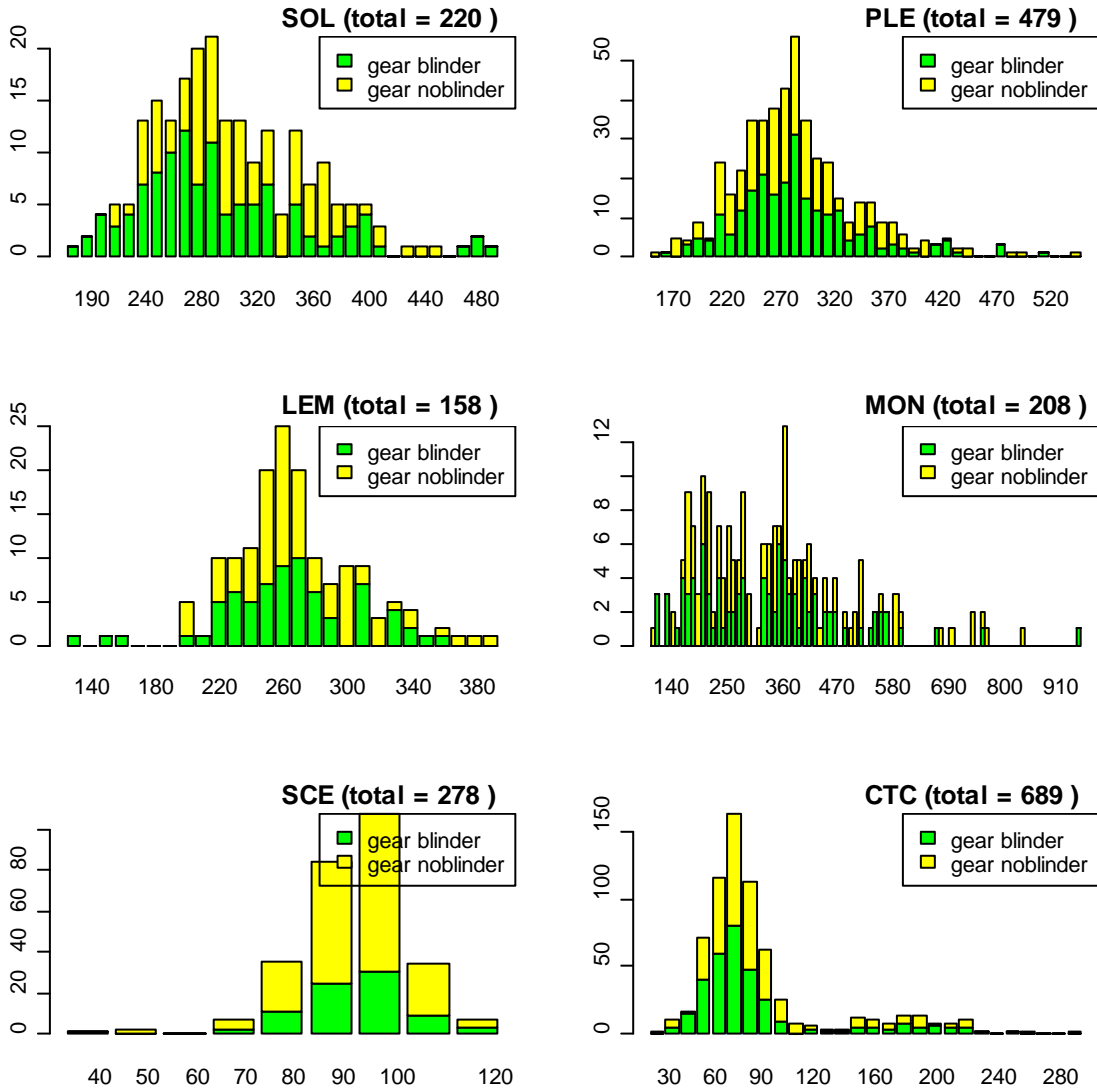 SOL (total = 220 )
gear blinder
gear noblinder
0 5 10 15 20
190 240 280 320 360 400 440 480
PLE (total = 479 )
gear blinder
gear noblinder
0 10 30 50
170 220 270 320 370 420 470 520
LEM (total = 158 )
gear blinder
gear noblinder
0 5 10 15 20 25
140 180 220 260 300 340 380
MON (total = 208 )
gear blinder
gear noblinder
0 2 4 6 8 12
140 250 360 470 580 690 800 910
SCE (total = 278 )
gear blinder
gear noblinder
0 20 40 60 80
40 50 60 70 80 90 100 120
CTC (total = 689 )
gear blinder
gear noblinder
0 50 100 150
30 60 90 120 160 200 240 280